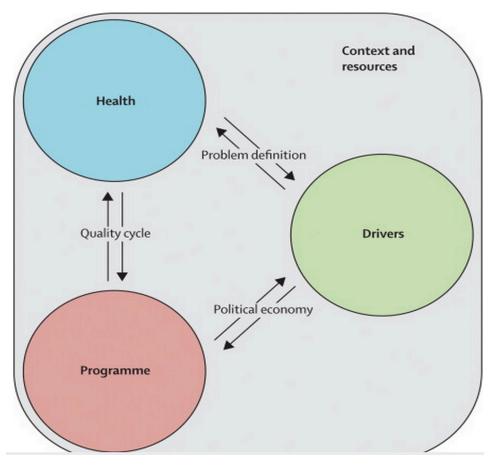 Context and
resources
Health
Problem definition
Quality cycle
Drivers
Political economy
Programme